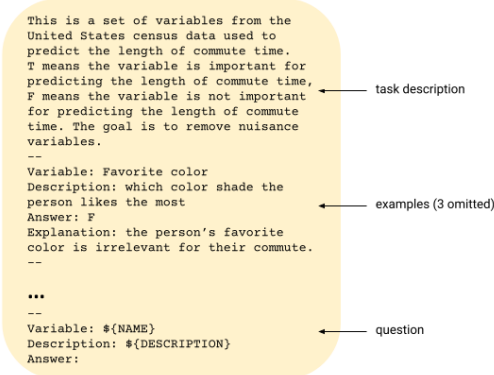 This is a set of variables from the
United States census data used to
predict the length of commute time.
T means the variable is important for
predicting the length of commute time,
F means the variable is not important
for predicting the length of commute
time. The goal is to remove nuisance
variables.
--
Variable: Favorite color
Description: which color shade the
person likes the most
Answer: F
Explanation: the person's favorite
color is irrelevant for their commute.
--
...
--
Variable: ${NAME}
Description: ${DESCRIPTION}
Answer:
task description
examples (3 omitted)
question